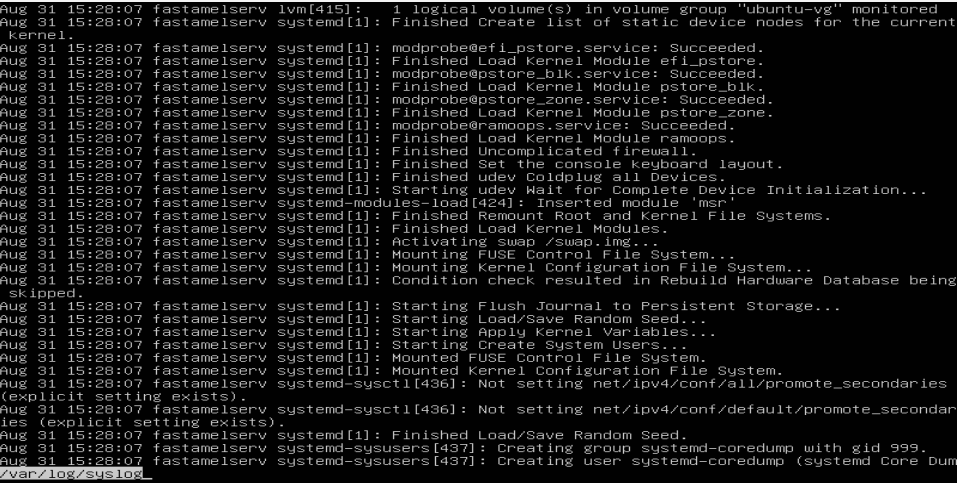 Aug 31 15:28:07 fastamelserv lvm[415]:   1 logical volume(s) in volume group "ubuntu-vg" monitored
Aug 31 15:28:07 fastamelserv systemd[1]: Finished Create list of static device nodes for the current
 kernel.
Aug 31 15:28:07 fastamelserv systemd[1]: modprobe@efi_pstore.service: Succeeded.
Aug 31 15:28:07 fastamelserv systemd[1]: Finished Load Kernel Module efi_pstore.
Aug 31 15:28:07 fastamelserv systemd[1]: modprobe@pstore_blk.service: Succeeded.
Aug 31 15:28:07 fastamelserv systemd[1]: Finished Load Kernel Module pstore_blk.
Aug 31 15:28:07 fastamelserv systemd[1]: modprobe@pstore_zone.service: Succeeded.
Aug 31 15:28:07 fastamelserv systemd[1]: Finished Load Kernel Module pstore_zone.
Aug 31 15:28:07 fastamelserv systemd[1]: modprobe@ramoops.service: Succeeded.
Aug 31 15:28:07 fastamelserv systemd[1]: Finished Load Kernel Module ramoops.
Aug 31 15:28:07 fastamelserv systemd[1]: Finished Uncomplicated firewall.
Aug 31 15:28:07 fastamelserv systemd[1]: Finished Set the console keyboard layout.
Aug 31 15:28:07 fastamelserv systemd[1]: Finished udev Coldplug all Devices.
Aug 31 15:28:07 fastamelserv systemd[1]: Starting udev Wait for Complete Device Initialization...
Aug 31 15:28:07 fastamelserv systemd-modules-load[424]: Inserted module 'msr'
Aug 31 15:28:07 fastamelserv systemd[1]: Finished Remount Root and Kernel File Systems.
Aug 31 15:28:07 fastamelserv systemd[1]: Finished Load Kernel Modules.
Aug 31 15:28:07 fastamelserv systemd[1]: Activating swap /swap.img...
Aug 31 15:28:07 fastamelserv systemd[1]: Mounting FUSE Control File System...
Aug 31 15:28:07 fastamelserv systemd[1]: Mounting Kernel Configuration File System...
Aug 31 15:28:07 fastamelserv systemd[1]: Condition check resulted in Rebuild Hardware Database being
 skipped.
Aug 31 15:28:07 fastamelserv systemd[1]: Starting Flush Journal to Persistent Storage...
Aug 31 15:28:07 fastamelserv systemd[1]: Starting Load/Save Random Seed...
Aug 31 15:28:07 fastamelserv systemd[1]: Starting Apply Kernel Variables...
Aug 31 15:28:07 fastamelserv systemd[1]: Starting Create System Users...
Aug 31 15:28:07 fastamelserv systemd[1]: Mounted FUSE Control File System.
Aug 31 15:28:07 fastamelserv systemd[1]: Mounted Kernel Configuration File System.
Aug 31 15:28:07 fastamelserv systemd-sysctl[436]: Not setting net/ipv4/conf/all/promote_secondaries
(explicit setting exists).
Aug 31 15:28:07 fastamelserv systemd-sysctl[436]: Not setting net/ipv4/conf/default/promote_secondar
ies (explicit setting exists).
Aug 31 15:28:07 fastamelserv systemd[1]: Finished Load/Save Random Seed.
Aug 31 15:28:07 fastamelserv systemd-sysusers[437]: Creating group systemd-coredump with gid 999.
Aug 31 15:28:07 fastamelserv systemd-sysusers[437]: Creating user systemd-coredump (systemd Core Dum
/var/log/syslog